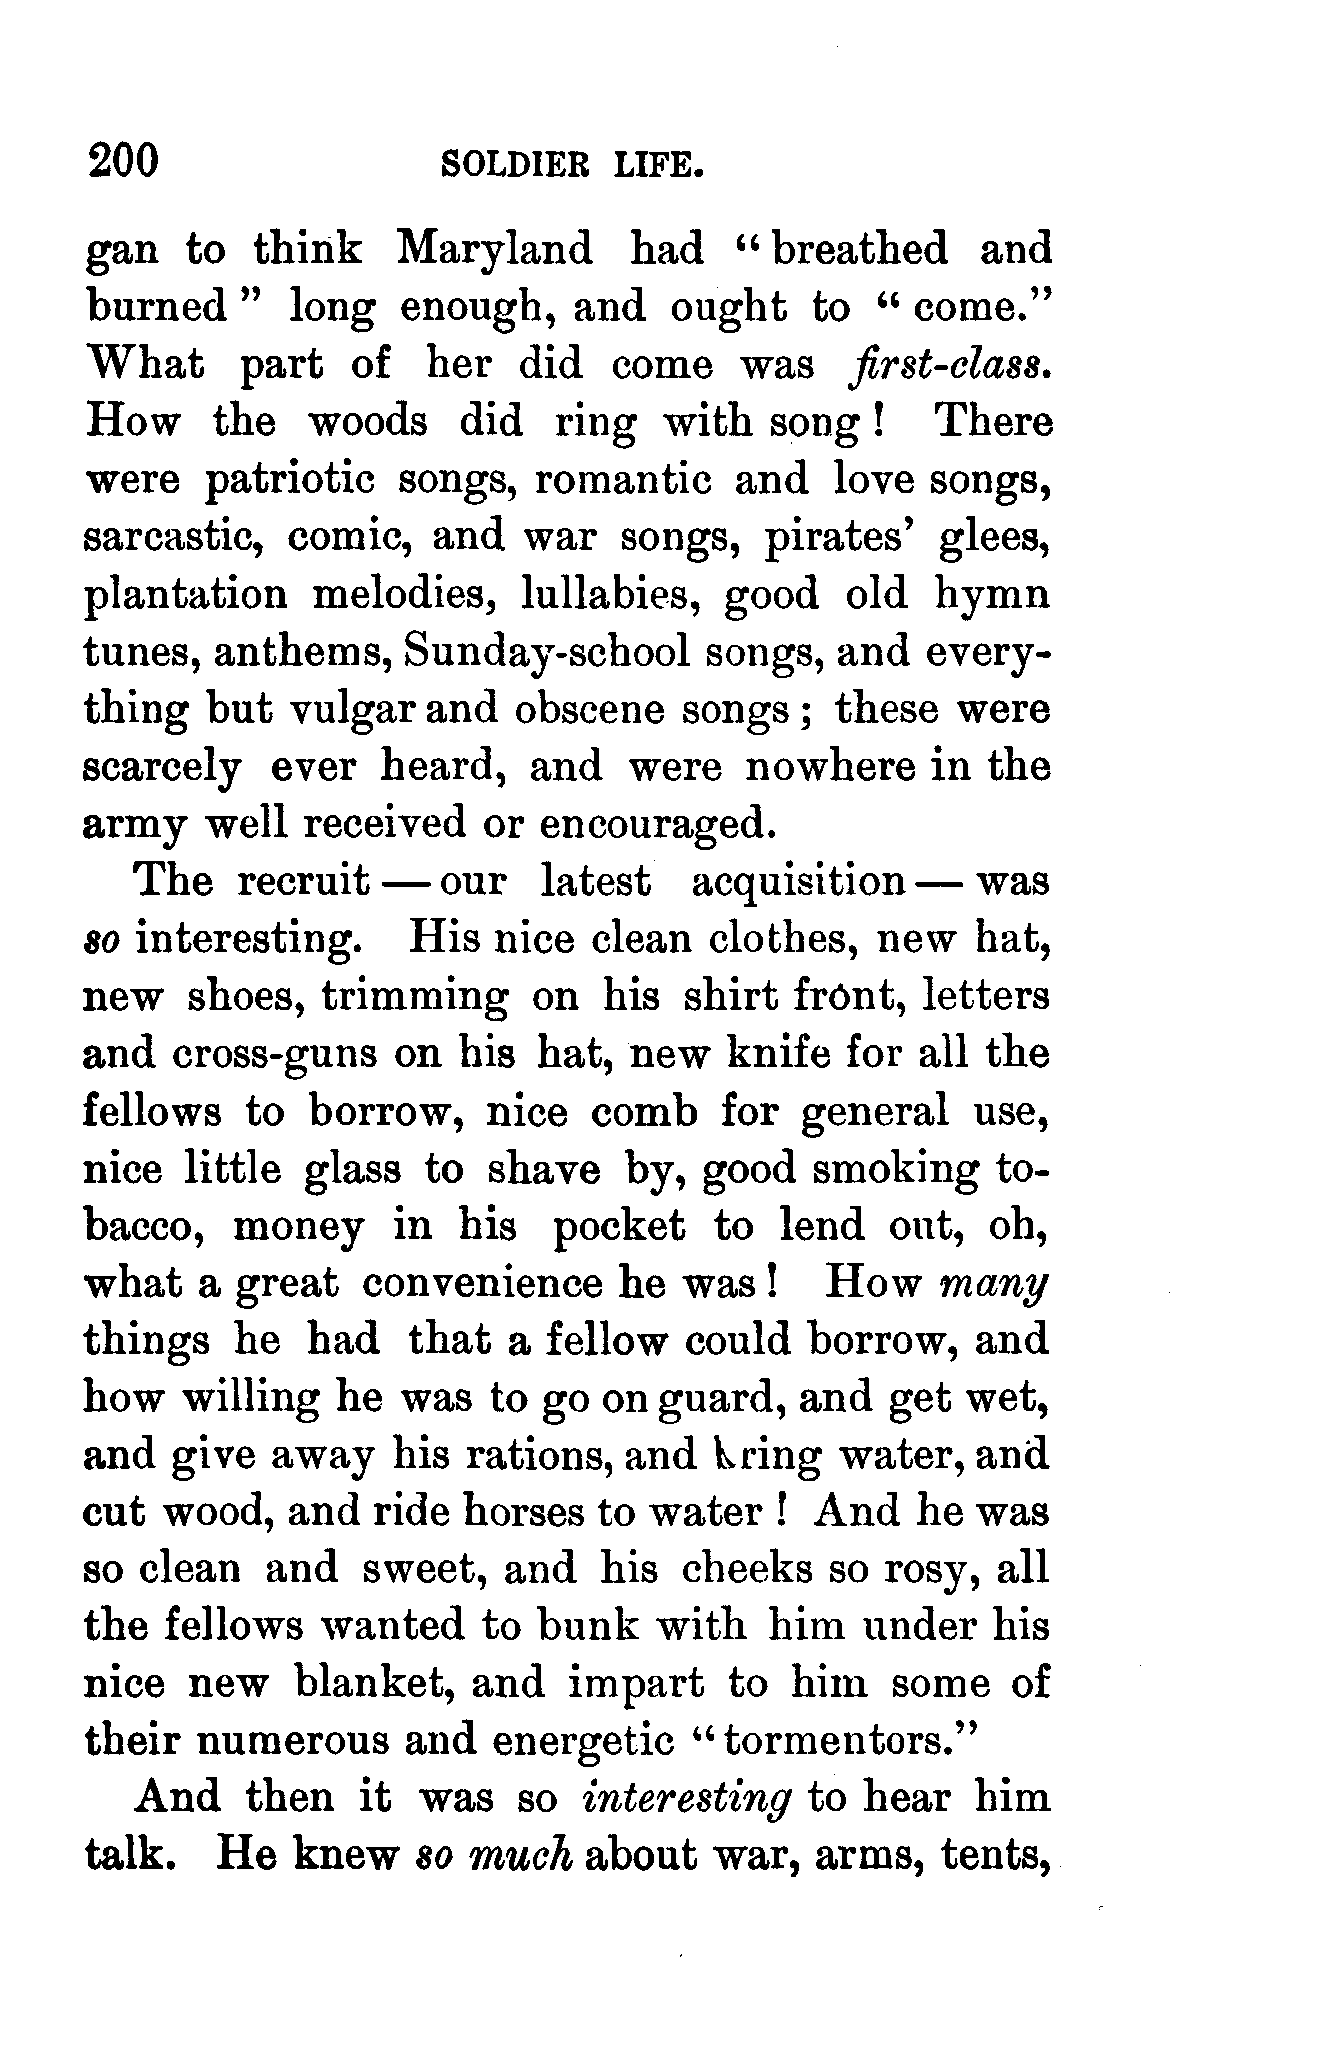 200 SOLDIER LIFE.
gan to think Maryland had “ breathed and
burned ” long enough, and ought to “ come.”
What part of her did come was first-class.
How the woods did ring with song ! There
were patriotic songs, romantic and love songs,
sarcastic, comic, and war songs, pirates’ glees,
plantation melodies, lullabies, good old hymn
tunes, anthems, Sunday-school songs, and every-
thing but vulgar and obscene songs ; these were
scarcely ever heard, and were nowhere in the
army well received or encouraged.
The recruit — our latest acquisition — was
so interesting. His nice clean clothes, new hat,
new shoes, trimming on his shirt front, letters
and cross-guns on his hat, new knife for all the
fellows to borrow, nice comb for general use,
nice little glass to shave by, good smoking to-
bacco, money in his pocket to lend out, oh,
what a great convenience he was ! How many
things he had that a fellow could borrow, and
how willing he was to go on guard, and get wet,
and give away his rations, and bring water, and
cut wood, and ride horses to water ! And he was
so clean and sweet, and his cheeks so rosy, all
the fellows wanted to bunk with him under his
nice new blanket, and impart to him some of
their numerous and energetic “ tormentors.”
And then it was so interesting to hear him
talk. He knew so much about war, arms, tents,